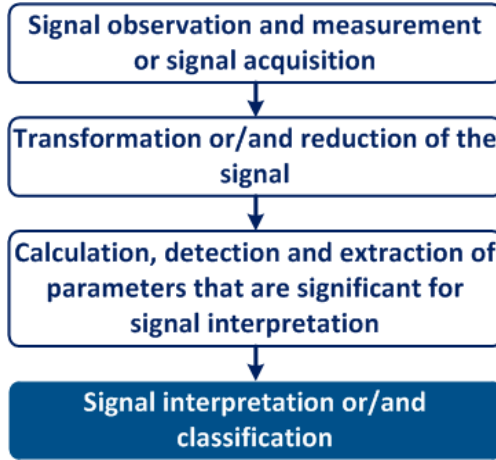 Signal observation and measurement
or signal acquisition
Transformation or/and reduction of the
signal
Calculation, detection and extraction of
parameters that are significant for
signal interpretation
Signal interpretation or/and
classification